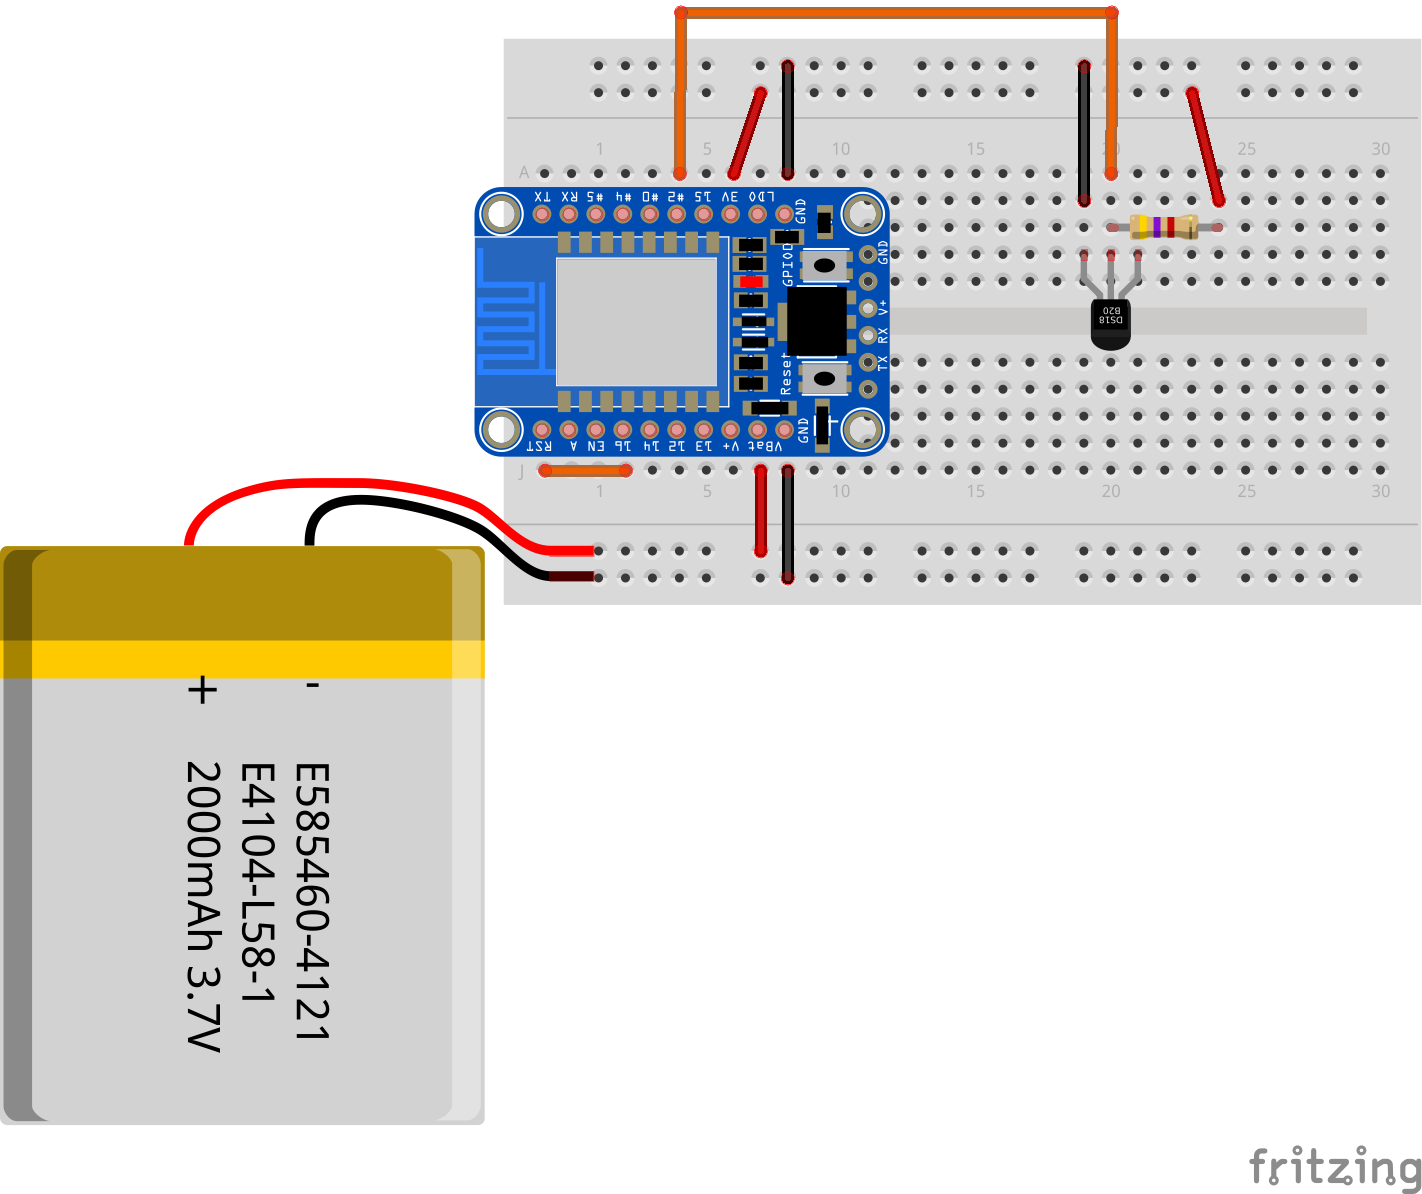 1 5 10 15 20 25 30
A
TX RX #5 #4 #0 #2 15 3V LDO GND
GPIO0
GND
V+
RX
TX
Reset
DS18
B20
RST A EN 16 14 12 13 V+ VBat GND
J
1 5 10 15 20 25 30
+ -
E585460-4121
E4104-L58-1
2000mAh 3.7V
fritzing